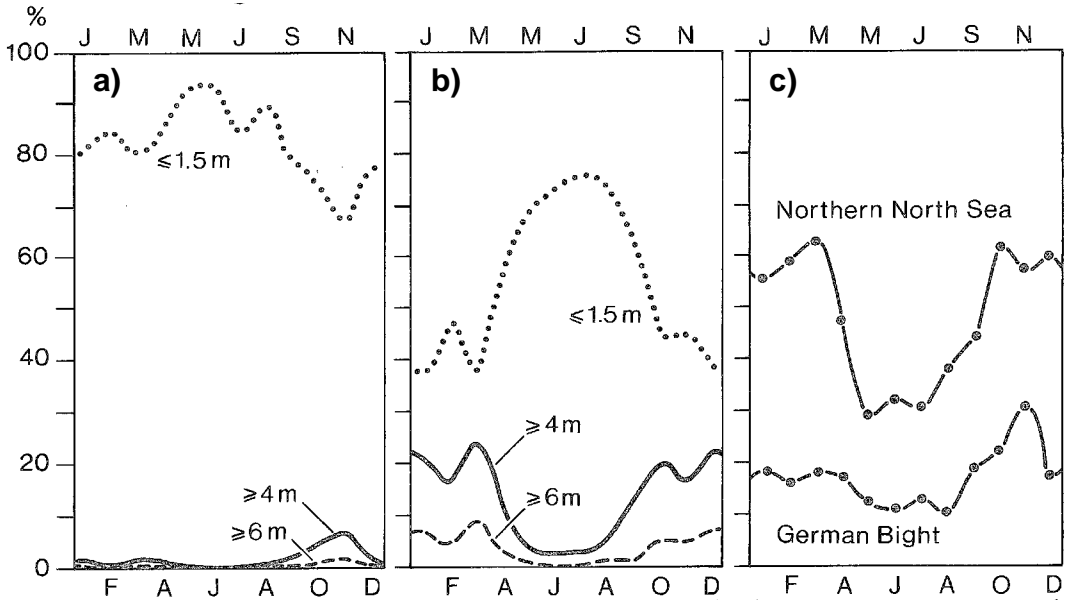 %
J M M J S N
J M M J S N
J M M J S N
100
80
60
40
20
0
a)
≤1.5 m
≥4 m
≥6 m
b)
≤1.5 m
≥4 m
≥6 m
c)
Northern North Sea
German Bight
F A J A O D
F A J A O D
F A J A O D